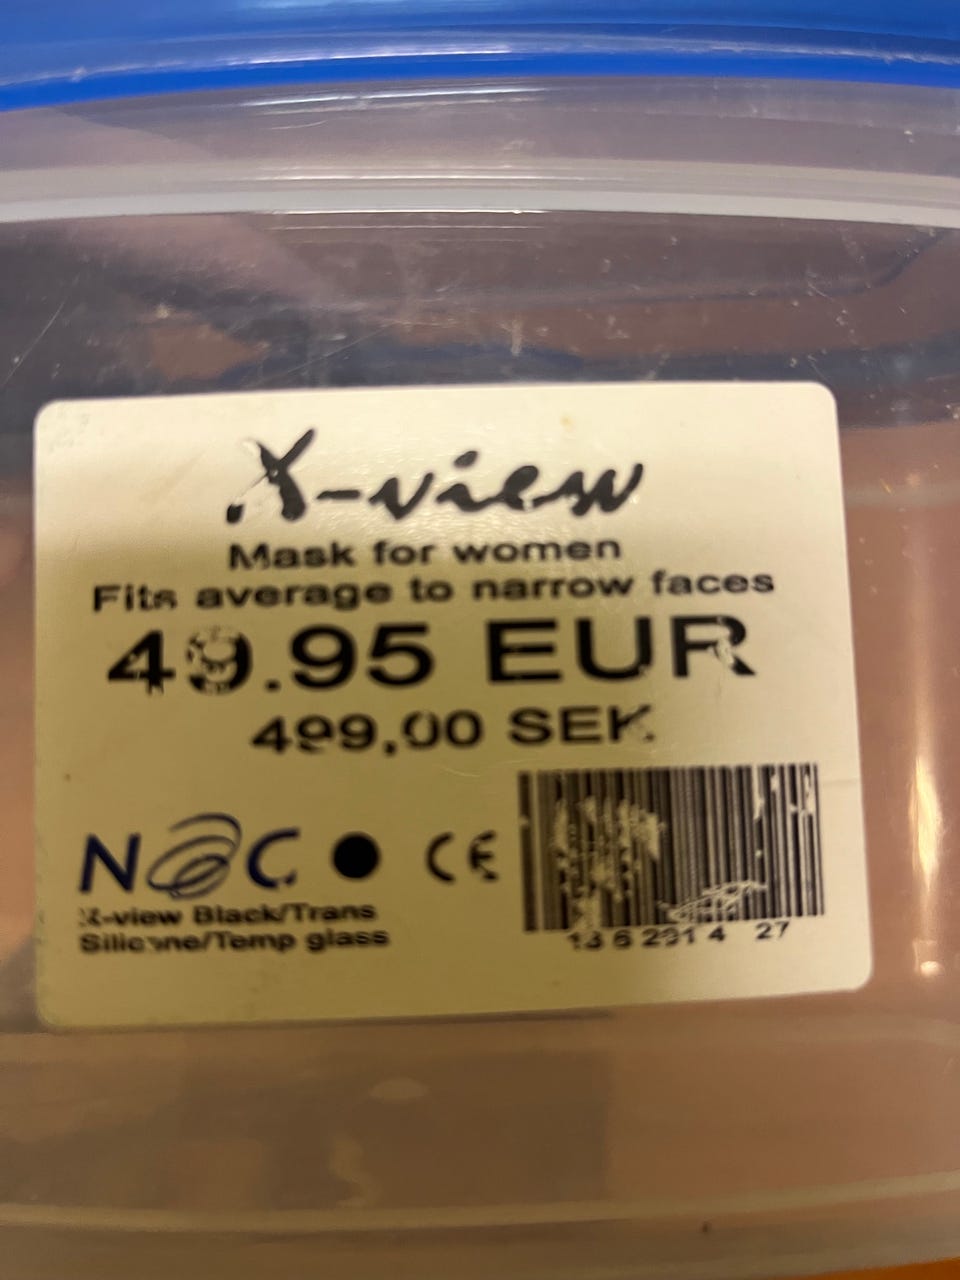 X-view
Mask for women
Fits average to narrow faces
49.95 EUR
499,00 SEK
CE
X-view Black/Trans
Silicone/Temp glass